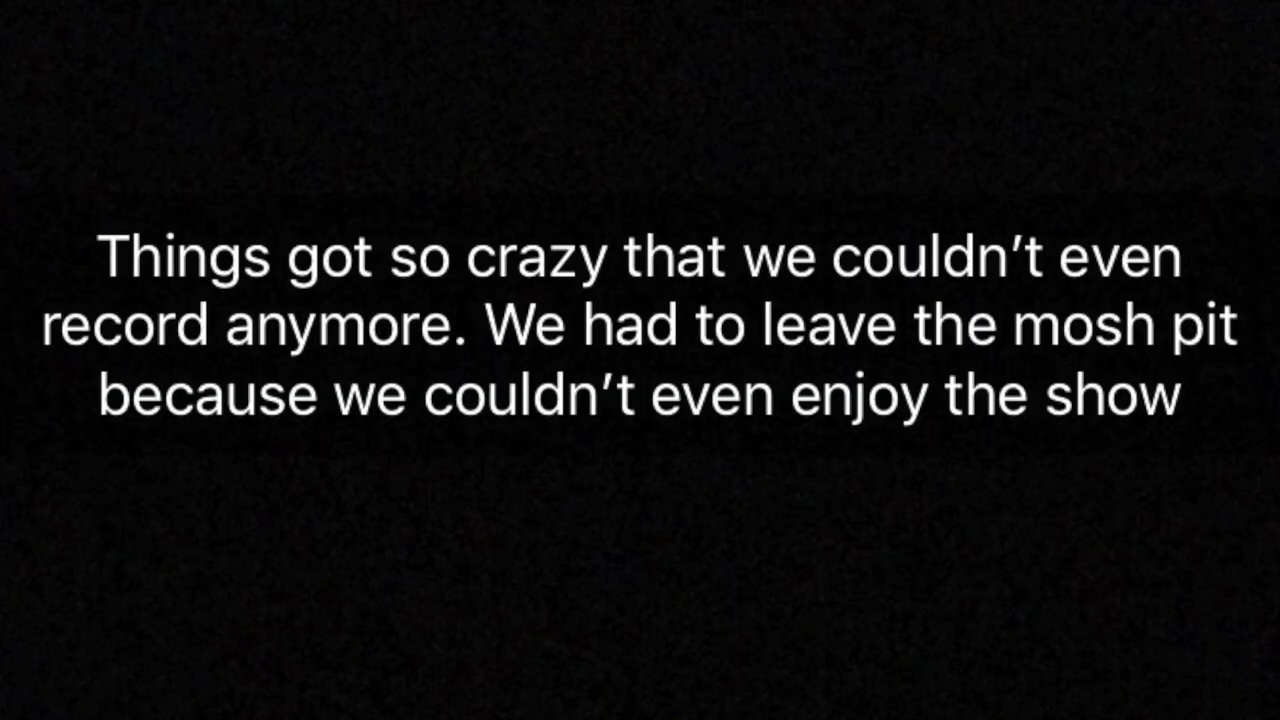 Things got so crazy that we couldn’t even
record anymore. We had to leave the mosh pit
because we couldn’t even enjoy the show